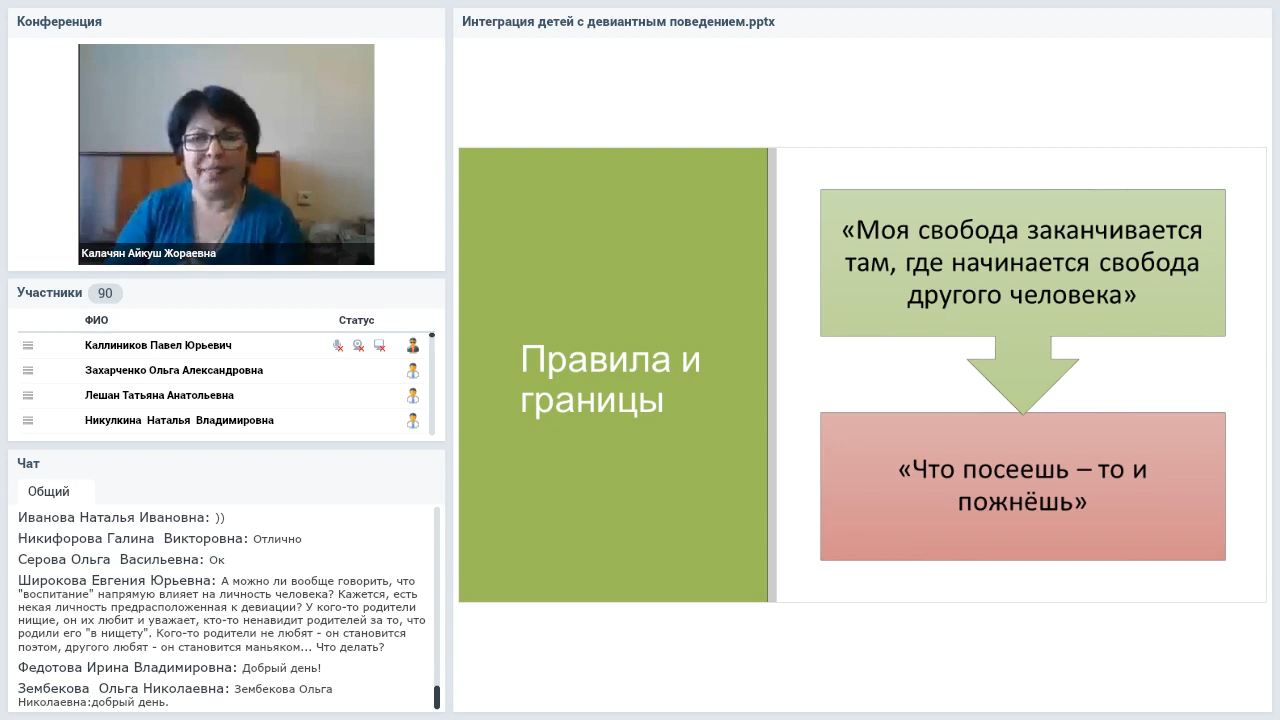 Конференция
Калачян Айкуш Жораевна
Участники 90
ФИО Статус
Каллиников Павел Юрьевич
Захарченко Ольга Александровна
Лешан Татьяна Анатольевна
Никулкина Наталья Владимировна
Чат
Общий
Иванова Наталья Ивановна: ))
Никифорова Галина Викторовна: Отлично
Серова Ольга Васильевна: Ок
Широкова Евгения Юрьевна: А можно ли вообще говорить, что
"воспитание" напрямую влияет на личность человека? Кажется, есть
некая личность предрасположенная к девиации? У кого-то родители
нищие, он их любит и уважает, кто-то ненавидит родителей за то, что
родили его "в нищету". Кого-то родители не любят - он становится
поэтом, другого любят - он становится маньяком... Что делать?
Федотова Ирина Владимировна: Добрый день!
Зембекова Ольга Николаевна: Зембекова Ольга
Николаевна:добрый день.
Интеграция детей с девиантным поведением.pptx
Правила и
границы
«Моя свобода заканчивается
там, где начинается свобода
другого человека»
«Что посеешь – то и
пожнёшь»